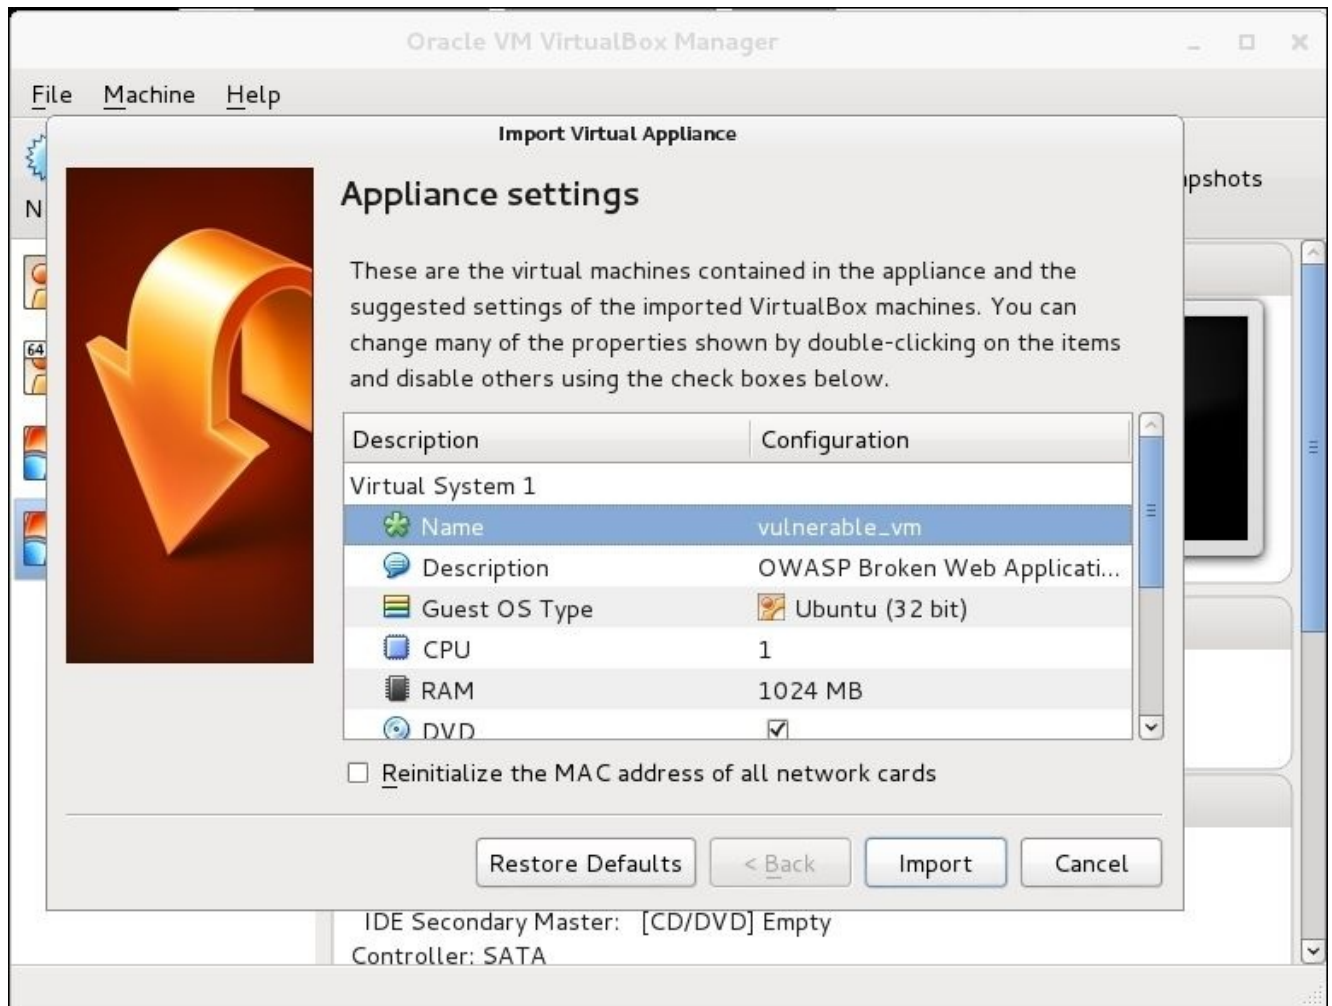 Oracle VM VirtualBox Manager
File Machine Help
Import Virtual Appliance
N
Appliance settings
These are the virtual machines contained in the appliance and the
suggested settings of the imported VirtualBox machines. You can
change many of the properties shown by double-clicking on the items
and disable others using the check boxes below.
64
Description Configuration
Virtual System 1
Name vulnerable_vm
Description OWASP Broken Web Applicati...
Guest OS Type Ubuntu (32 bit)
CPU 1
RAM 1024 MB
DVD
Reinitialize the MAC address of all network cards
Restore Defaults < Back Import Cancel
IDE Secondary Master: [CD/DVD] Empty
Controller: SATA